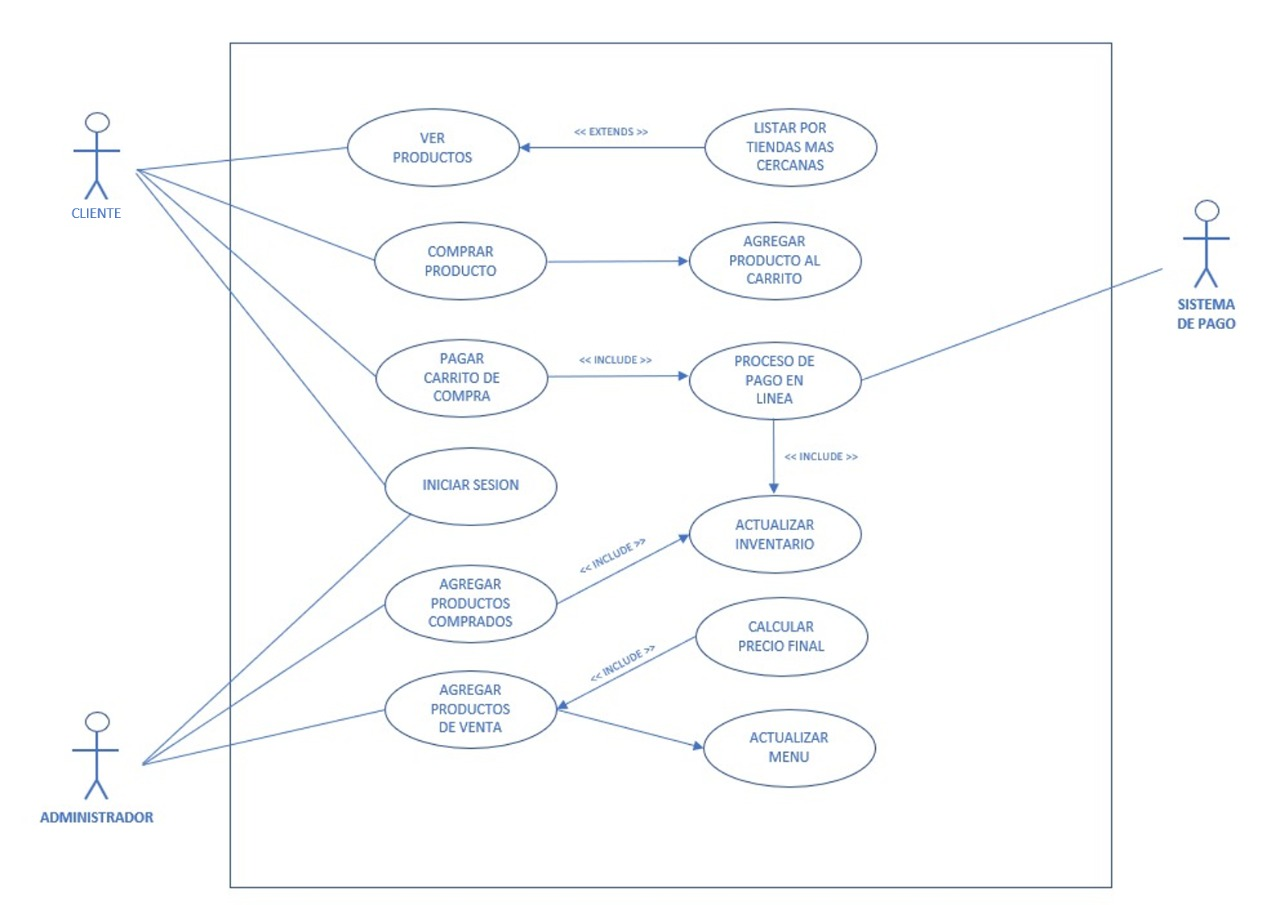 VER
PRODUCTOS
<< EXTENDS >>
LISTAR POR
TIENDAS MAS
CERCANAS
CLIENTE
COMPRAR
PRODUCTO
AGREGAR
PRODUCTO AL
CARRITO
SISTEMA
DE PAGO
PAGAR
CARRITO DE
COMPRA
<< INCLUDE >>
PROCESO DE
PAGO EN
LINEA
<< INCLUDE >>
INICIAR SESION
ACTUALIZAR
INVENTARIO
<< INCLUDE >>
AGREGAR
PRODUCTOS
COMPRADOS
CALCULAR
PRECIO FINAL
<< INCLUDE >>
AGREGAR
PRODUCTOS
DE VENTA
ACTUALIZAR
MENU
ADMINISTRADOR